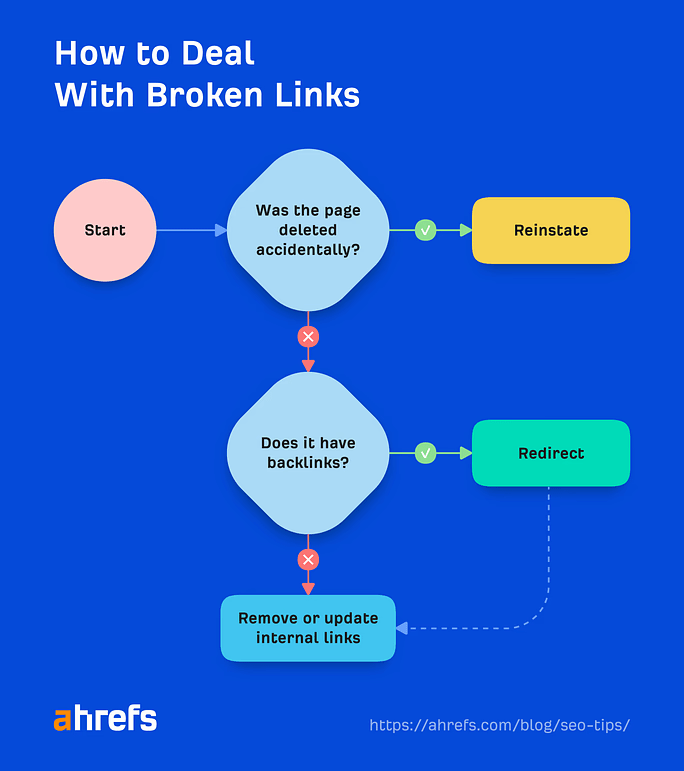 How to Deal
With Broken Links
Start
Was the page
deleted
accidentally?
Reinstate
Does it have
backlinks?
Redirect
Remove or update
internal links
ahrefs
https://ahrefs.com/blog/seo-tips/